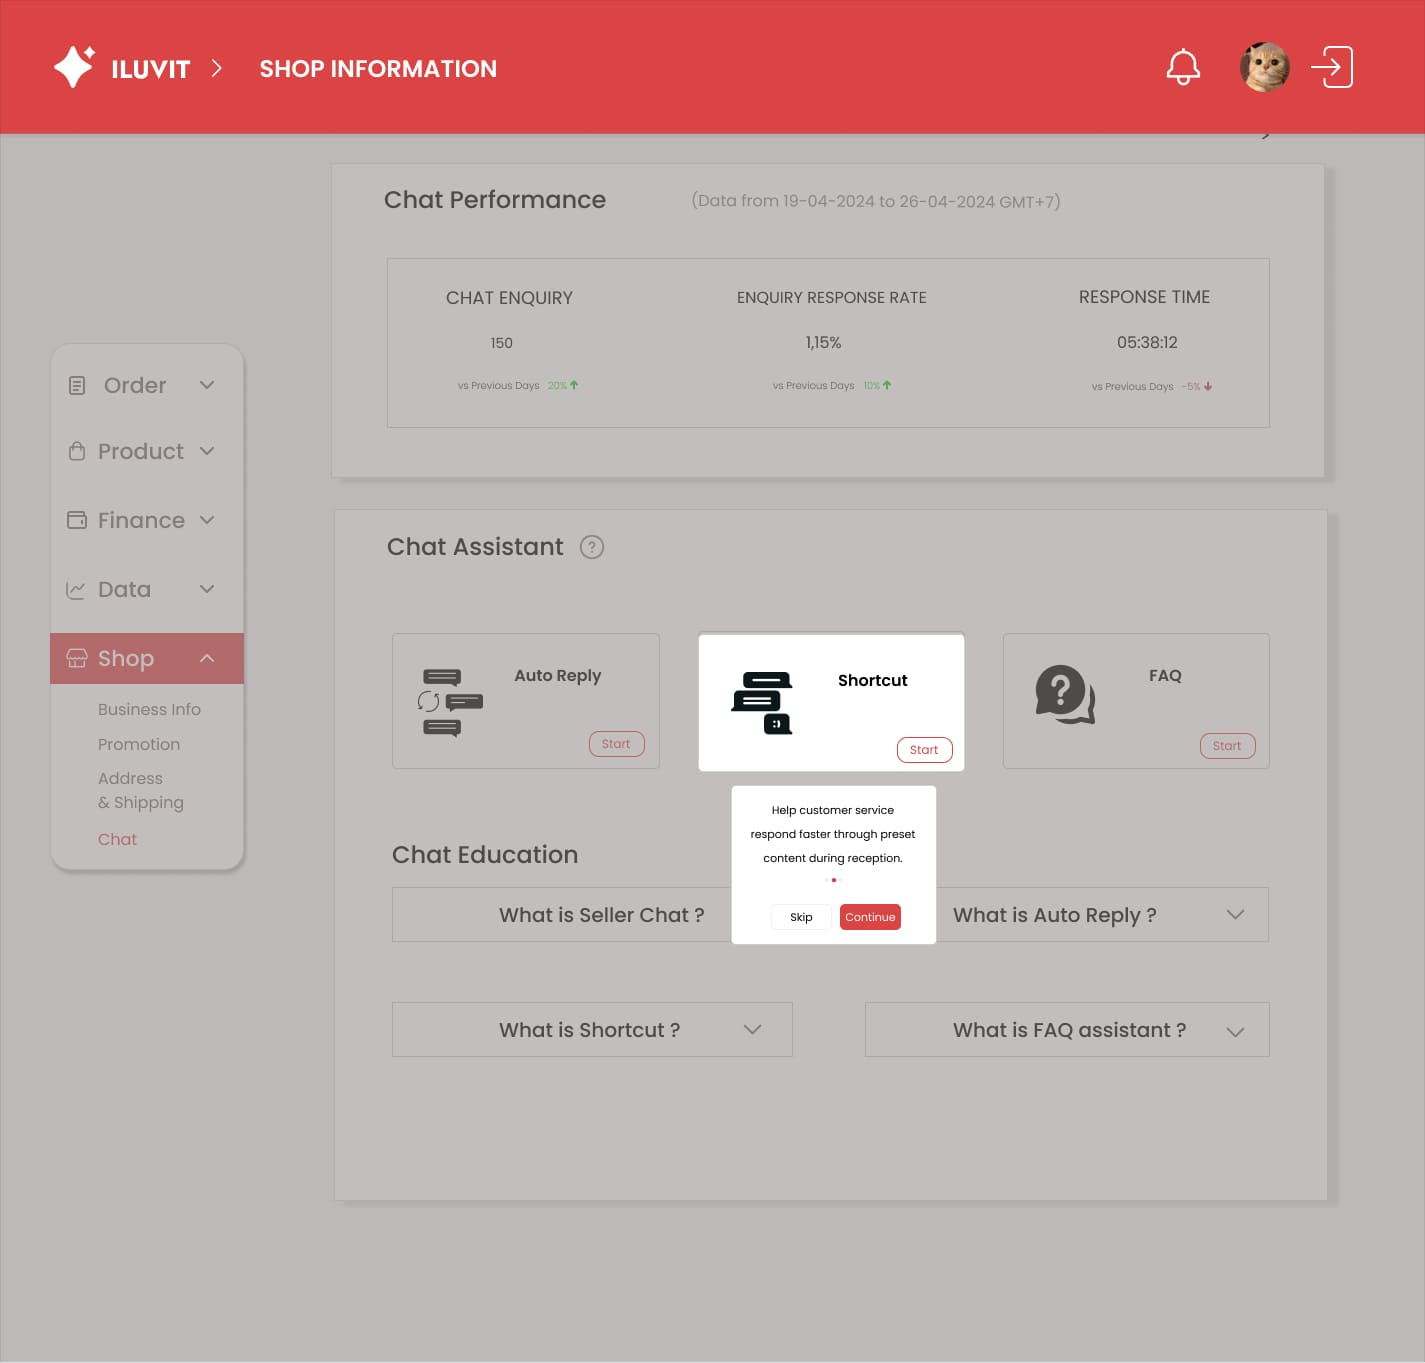 ILUVIT
SHOP INFORMATION
Chat Performance
(Data from 19-04-2024 to 26-04-2024 GMT+7)
CHAT ENQUIRY
150
vs Previous Days 20%
ENQUIRY RESPONSE RATE
1,15%
vs Previous Days 10%
RESPONSE TIME
05:38:12
vs Previous Days -5%
Order
Product
Finance
Data
Shop
Business Info
Promotion
Address
& Shipping
Chat
Chat Assistant ?
Auto Reply
Start
Shortcut
Start
FAQ
Start
Help customer service
respond faster through preset
content during reception.
Skip
Continue
Chat Education
What is Seller Chat ?
What is Auto Reply ?
What is Shortcut ?
What is FAQ assistant ?